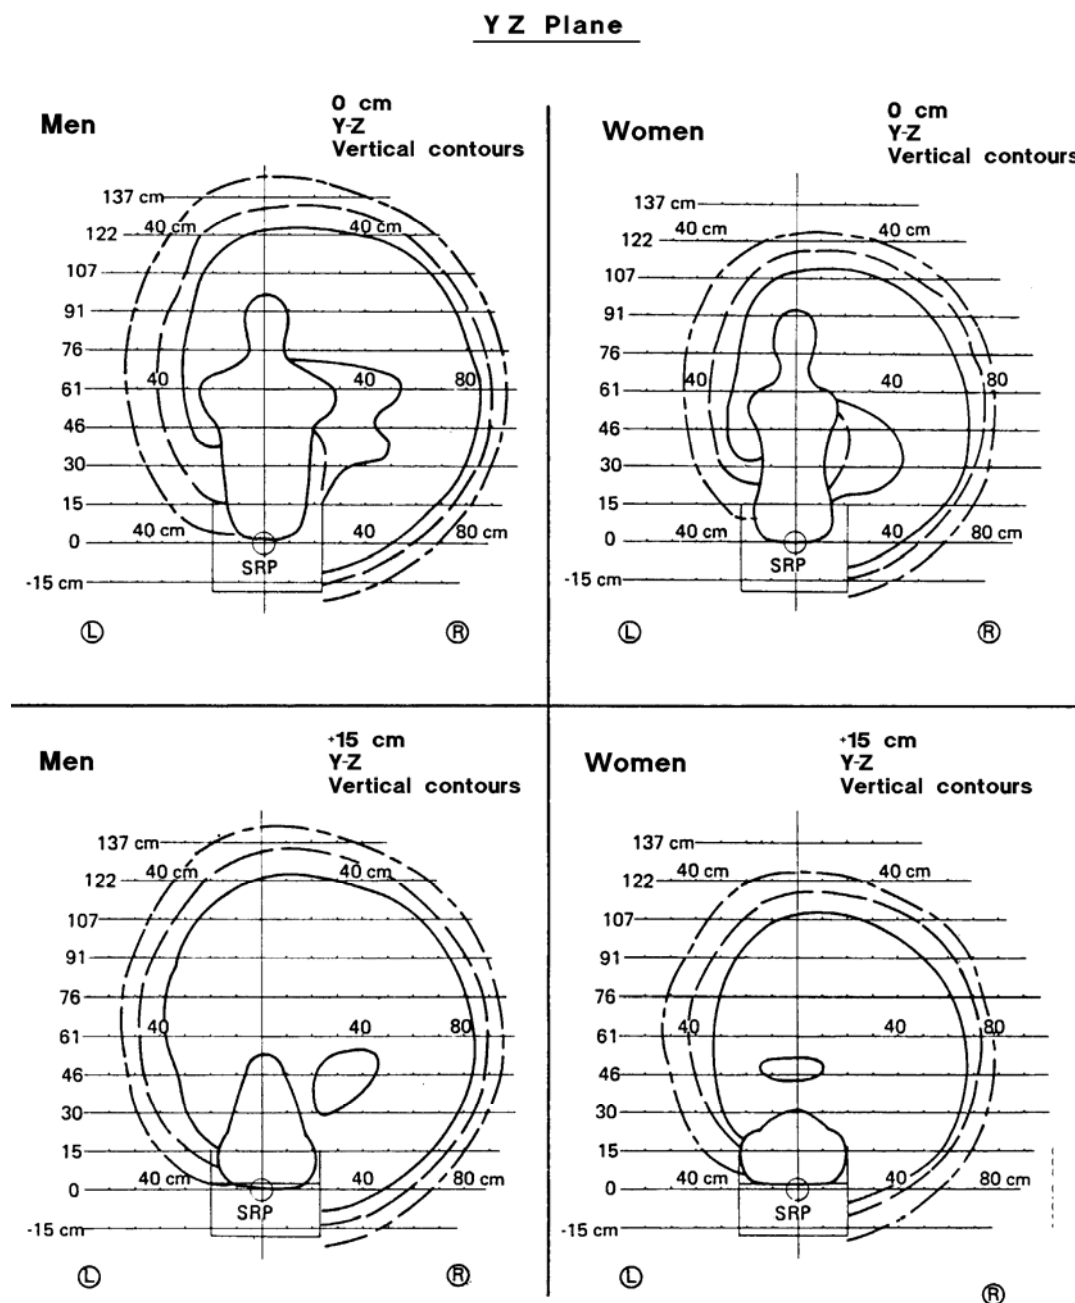 YZ Plane
Men
0 cm
Y-Z
Vertical contours
137 cm
40 cm 40 cm
122
107
91
76
40 40 80
61
46
30
15
40 cm 40 80 cm
0
SRP
-15 cm
L R
Women
0 cm
Y-Z
Vertical contours
137 cm
40 cm 40 cm
122
107
91
76
40 40 80
61
46
30
15
40 cm 40 80 cm
0
SRP
-15 cm
L R
Men
+15 cm
Y-Z
Vertical contours
137 cm
40 cm 40 cm
122
107
91
76
40 40 80
61
46
30
15
40 cm 40 80 cm
0
SRP
-15 cm
L R
Women
+15 cm
Y-Z
Vertical contours
137 cm
40 cm 40 cm
122
107
91
76
40 40 80
61
46
30
15
40 cm 40 80 cm
0
SRP
-15 cm
L
R